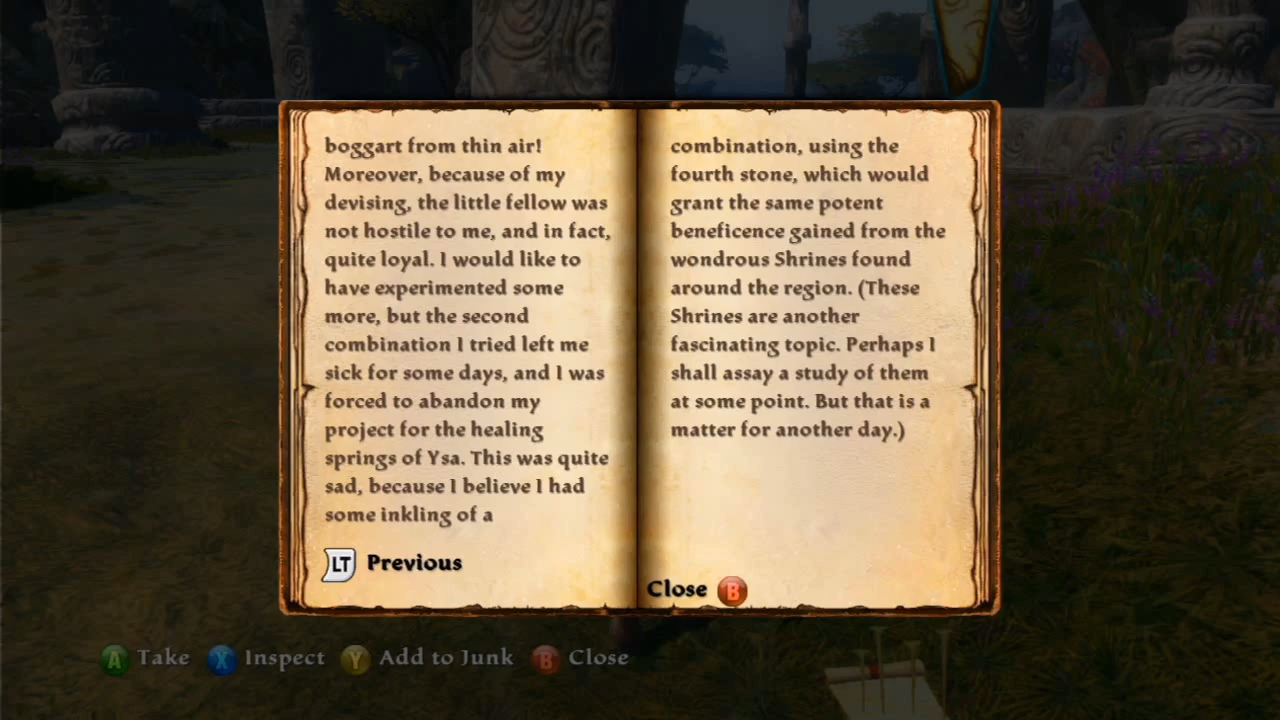 boggart from thin air!
Moreover, because of my
devising, the little fellow was
not hostile to me, and in fact,
quite loyal. I would like to
have experimented some
more, but the second
combination I tried left me
sick for some days, and I was
forced to abandon my
project for the healing
springs of Ysa. This was quite
sad, because I believe I had
some inkling of a
LT Previous
combination, using the
fourth stone, which would
grant the same potent
beneficence gained from the
wondrous Shrines found
around the region. (These
Shrines are another
fascinating topic. Perhaps I
shall assay a study of them
at some point. But that is a
matter for another day.)
Close B
A Take X Inspect Y Add to Junk B Close